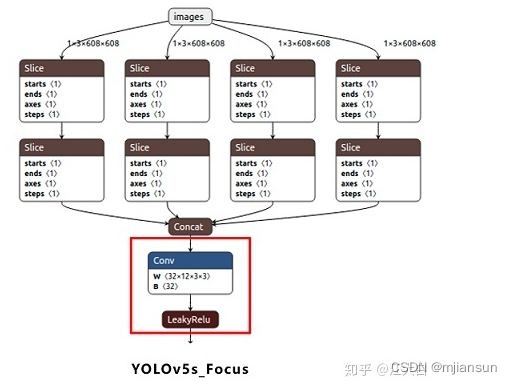 images
1×3×608×608 1×3×608×608 1×3×608×608 1×3×608×608
Slice Slice Slice Slice
starts ⟨1⟩ starts ⟨1⟩ starts ⟨1⟩ starts ⟨1⟩
ends ⟨1⟩ ends ⟨1⟩ ends ⟨1⟩ ends ⟨1⟩
axes ⟨1⟩ axes ⟨1⟩ axes ⟨1⟩ axes ⟨1⟩
steps ⟨1⟩ steps ⟨1⟩ steps ⟨1⟩ steps ⟨1⟩
Slice Slice Slice Slice
starts ⟨1⟩ starts ⟨1⟩ starts ⟨1⟩ starts ⟨1⟩
ends ⟨1⟩ ends ⟨1⟩ ends ⟨1⟩ ends ⟨1⟩
axes ⟨1⟩ axes ⟨1⟩ axes ⟨1⟩ axes ⟨1⟩
steps ⟨1⟩ steps ⟨1⟩ steps ⟨1⟩ steps ⟨1⟩
Concat
Conv
W ⟨32×12×3×3⟩
B ⟨32⟩
LeakyRelu
YOLOv5s_Focus
知乎 CSDN @mjiansun